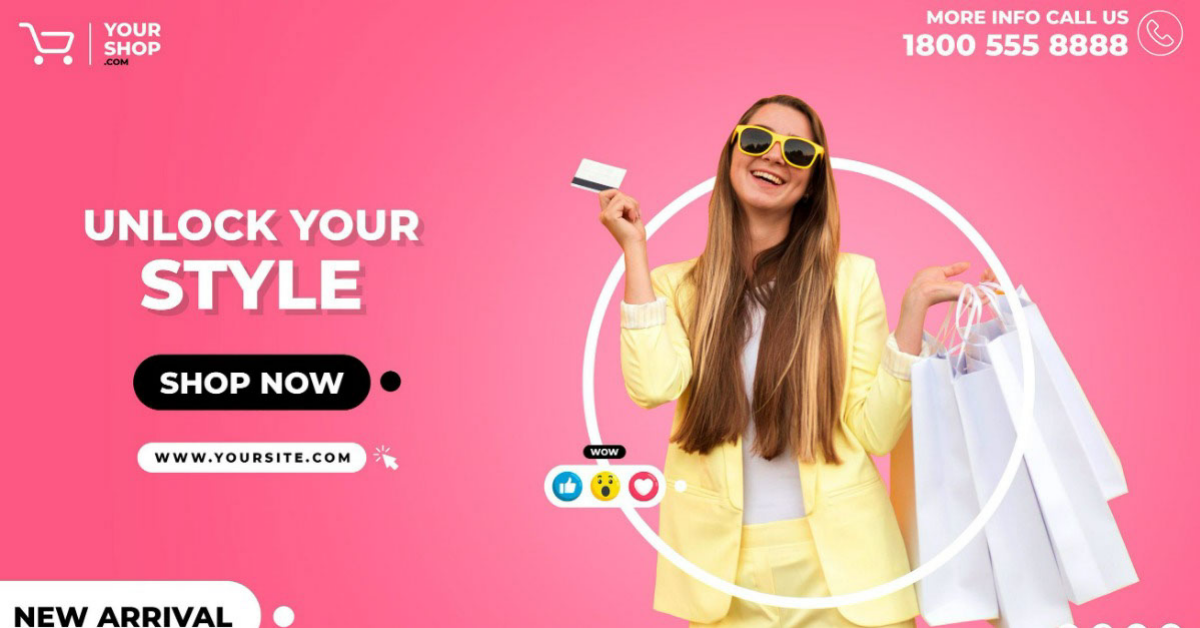 YOUR
SHOP
.COM
MORE INFO CALL US
1800 555 8888
UNLOCK YOUR
STYLE
SHOP NOW
WWW.YOURSITE.COM
WOW
NEW ARRIVAL